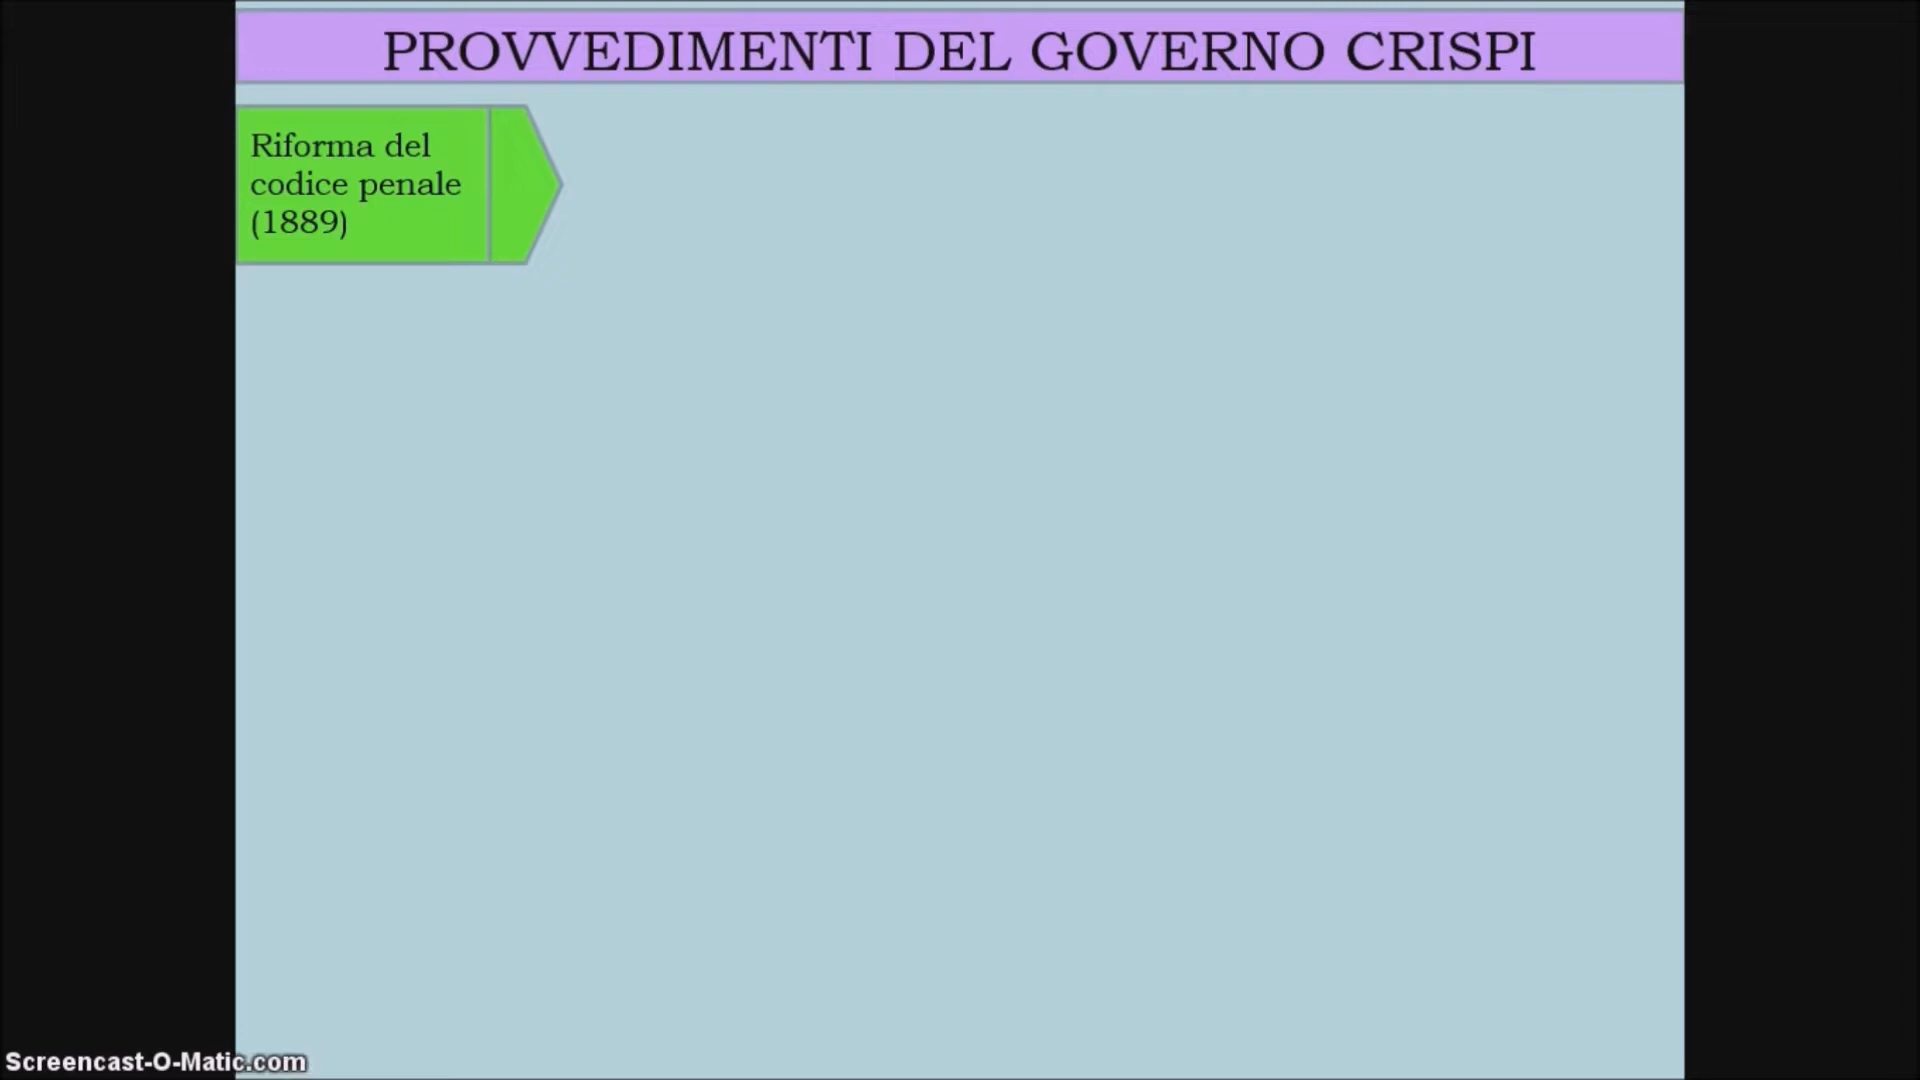 PROVVEDIMENTI DEL GOVERNO CRISPI
Riforma del
codice penale
(1889)
Screencast-O-Matic.com